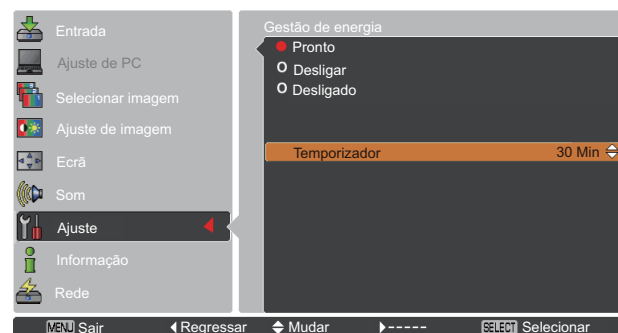 Entrada
Ajuste de PC
Selecionar imagem
Ajuste de imagem
Ecrã
Som
Ajuste
Informação
Rede
Gestão de energia
Pronto
Desligar
Desligado
Temporizador 30 Min
MENU Sair Regressar Mudar ----- SELECT Selecionar